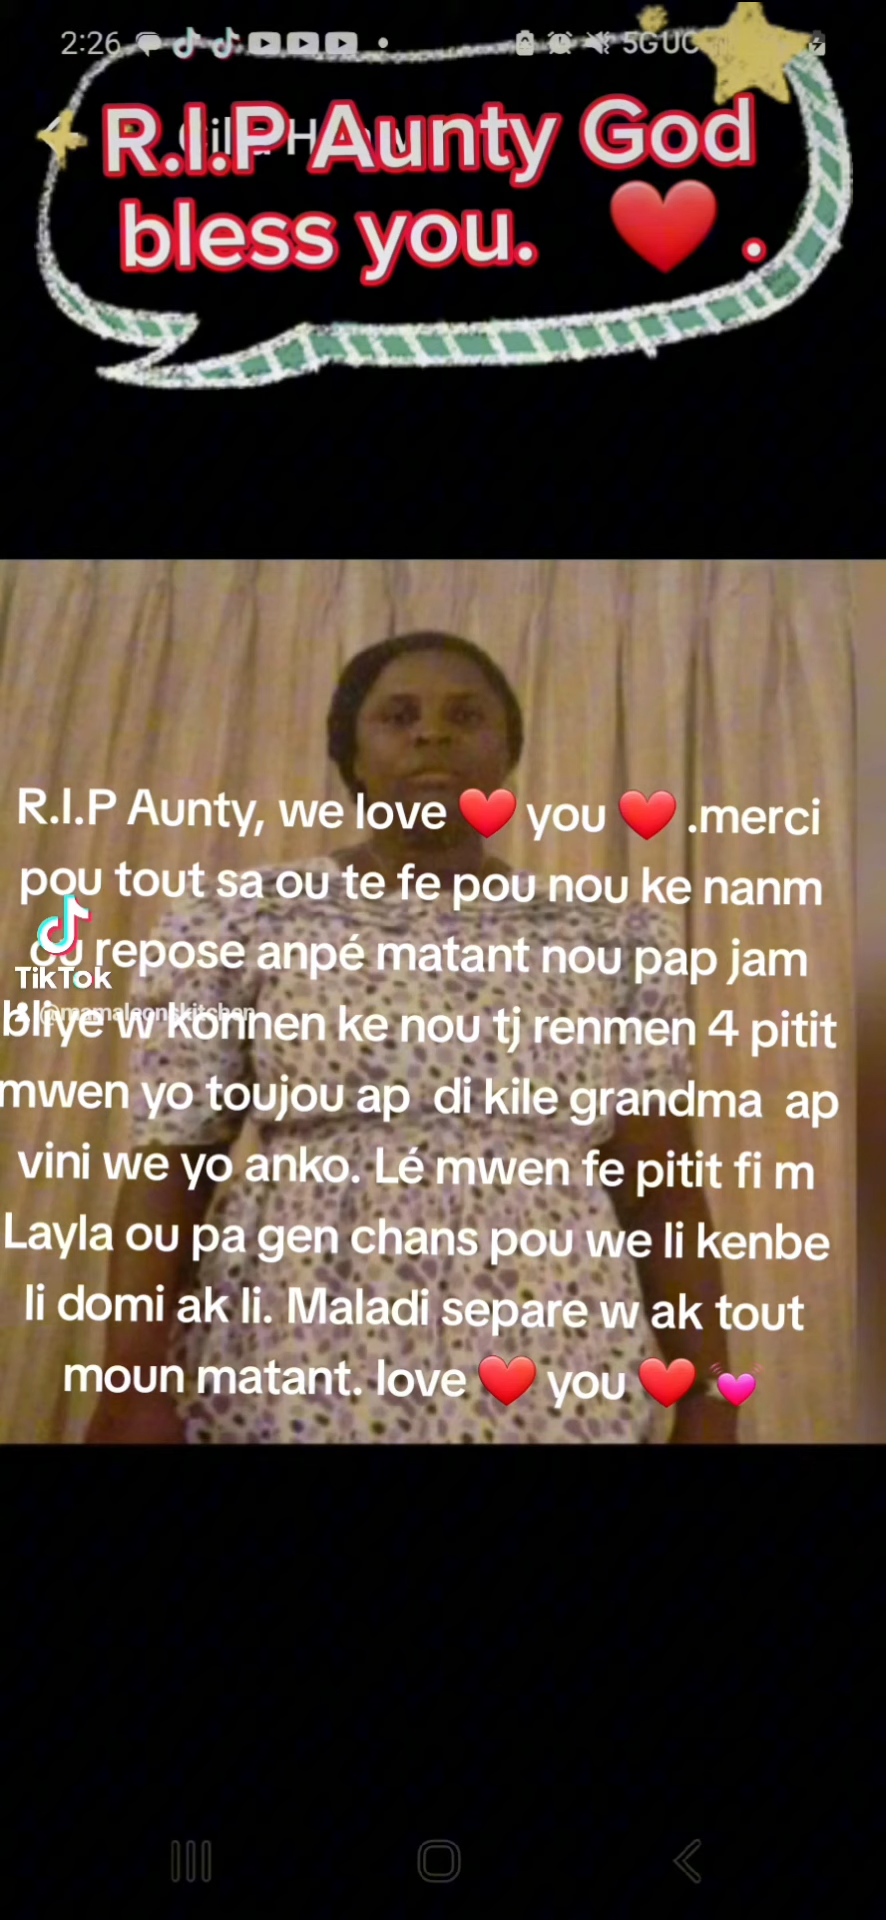 2:26
5G UC
R.I.P Aunty God
bless you. ❤️ .
R.I.P Aunty, we love ❤️ you ❤️ .merci
pou tout sa ou te fe pou nou ke nanm
ou repose anpé matant nou pap jam
bliye w konnen ke nou tj renmen 4 pitit
mwen yo toujou ap di kile grandma ap
vini we yo anko. Lé mwen fe pitit fi m
Layla ou pa gen chans pou we li kenbe
li domi ak li. Maladi separe w ak tout
moun matant. love ❤️ you ❤️ 💓
TikTok
@mamaleonskitchen